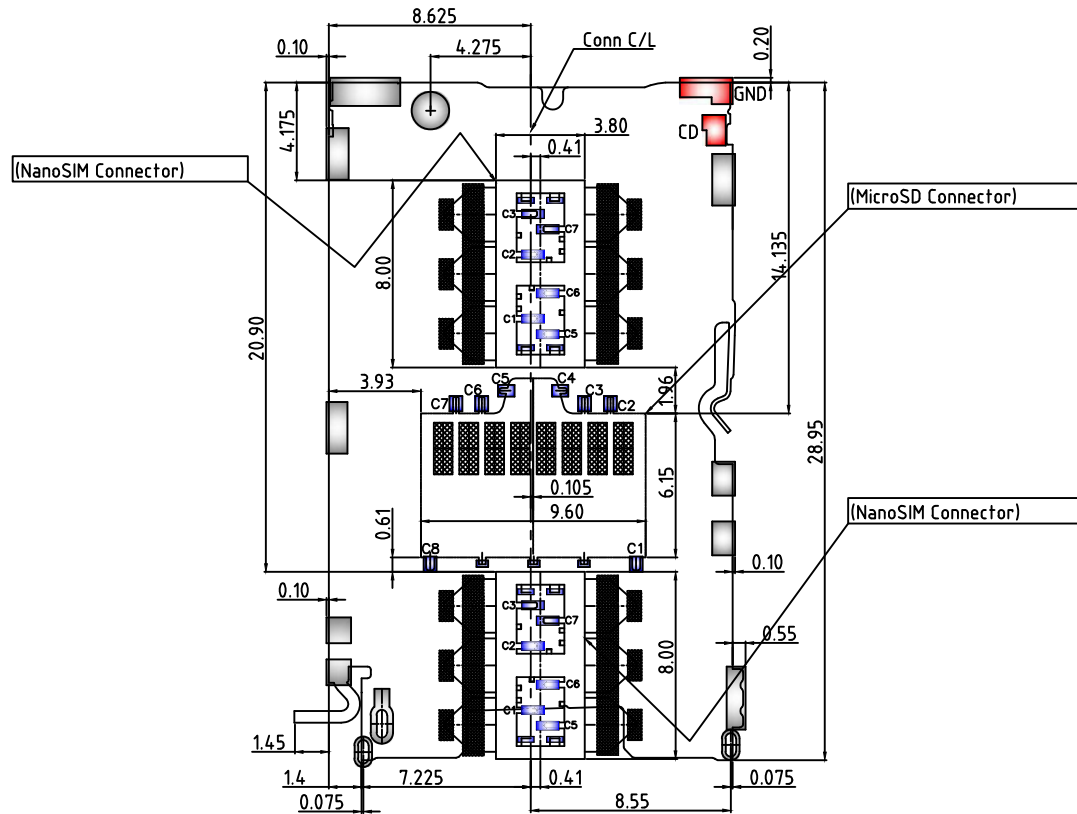 8.625
Conn C/L
0.10
4.275
0.20
GND
3.80
CD
4.175
0.41
(NanoSIM Connector)
(MicroSD Connector)
C3
C7
14.135
C2
8.00
C6
C1
C5
20.90
3.93
C5
C4
1.96
C7
C6
C3
C2
28.95
0.105
6.15
9.60
(NanoSIM Connector)
0.61
C8
C1
0.10
0.10
C3
C7
0.55
C2
8.00
C6
C1
C5
1.45
1.4
7.225
0.41
0.075
0.075
8.55